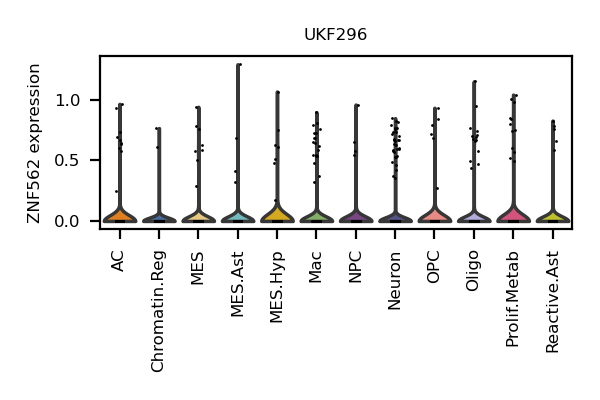 UKF296
ZNF562 expression
1.0
0.5
0.0
AC
Chromatin.Reg
MES
MES.Ast
MES.Hyp
Mac
NPC
Neuron
OPC
Oligo
Prolif.Metab
Reactive.Ast